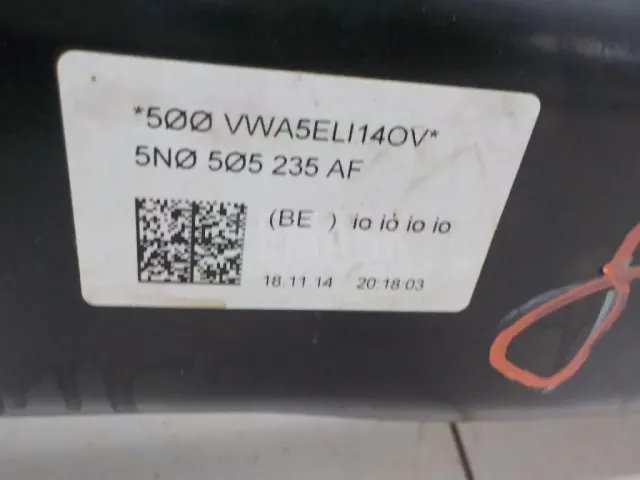 *5ØØ VWA5ELI14OV*
5NØ 5Ø5 235 AF
(BE ) io io io io
18.11.14 20:18:03